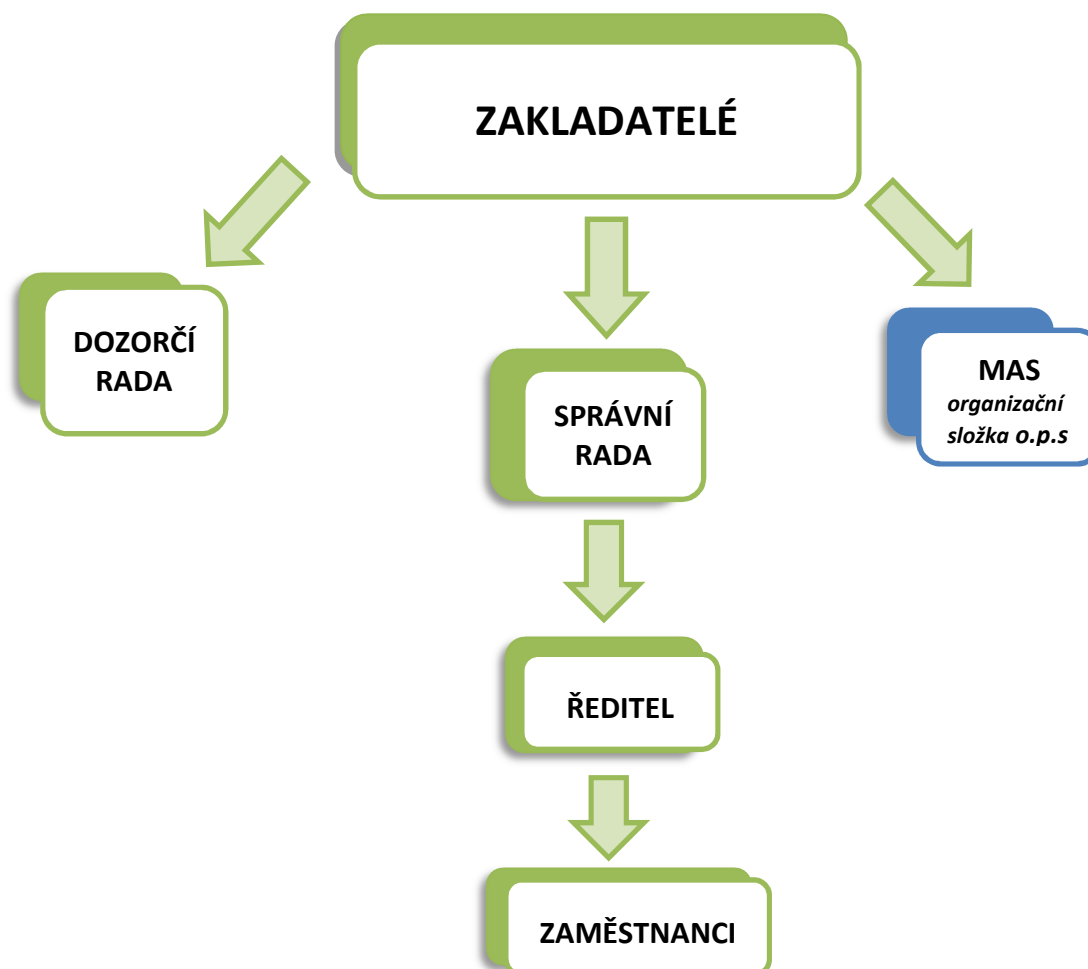 ZAKLADATELÉ
DOZORČÍ
RADA
SPRÁVNÍ
RADA
MAS
organizační
složka o.p.s
ŘEDITEL
ZAMĚSTNANCI